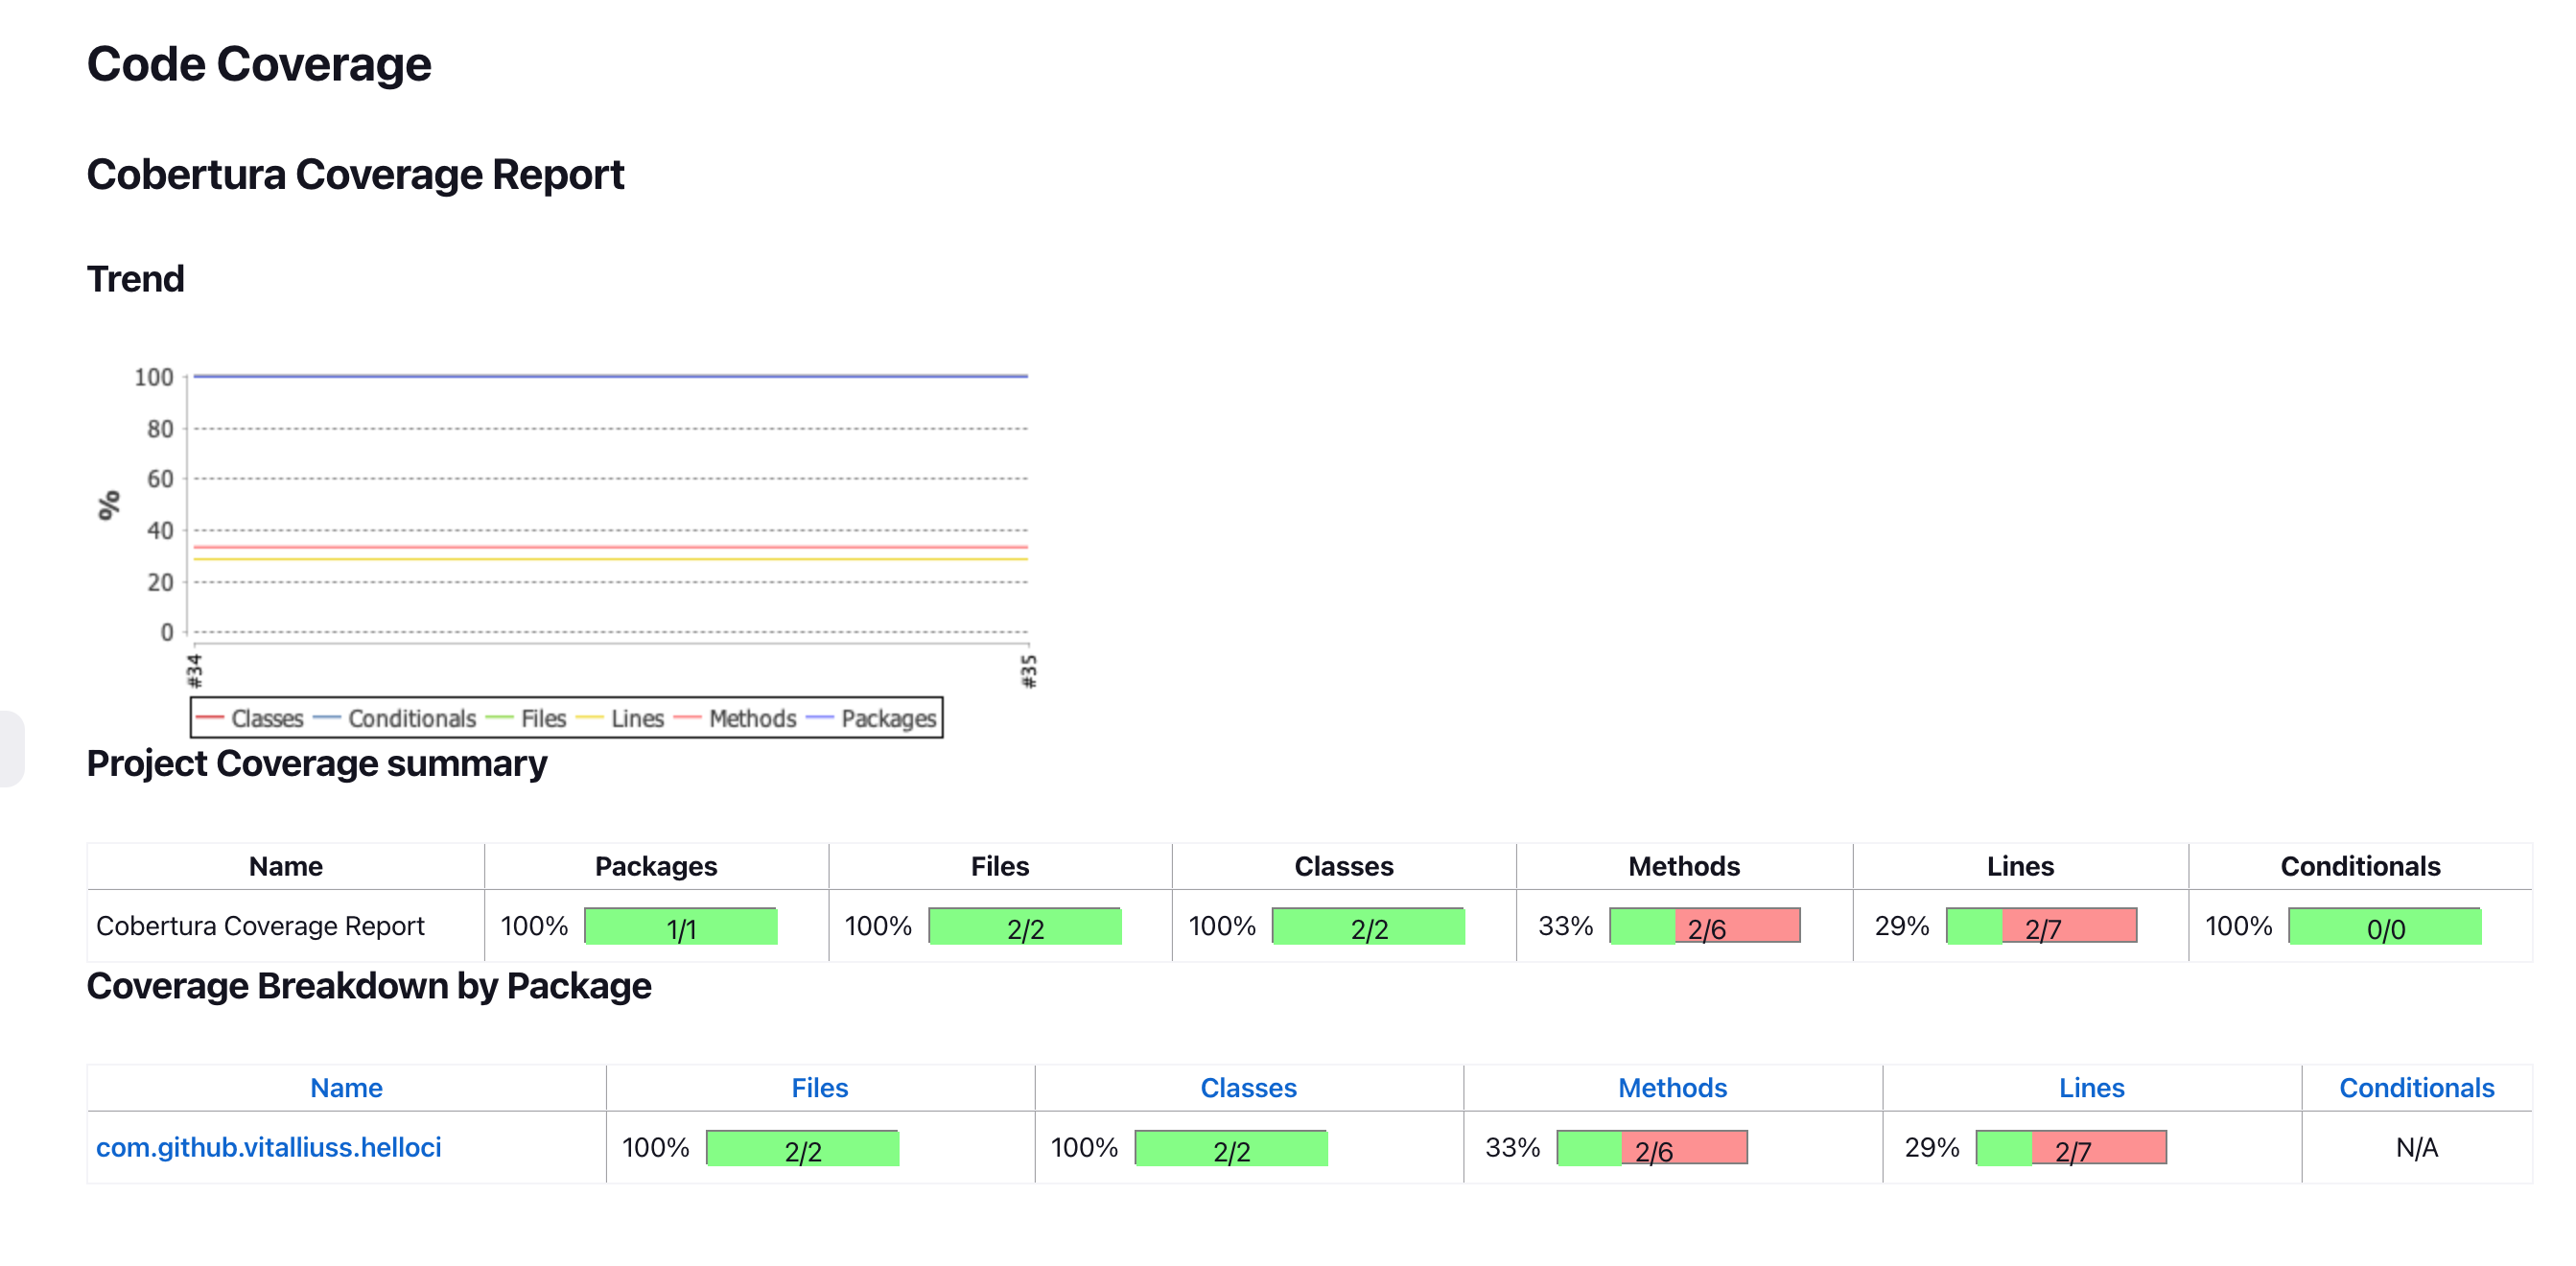 Code Coverage
Cobertura Coverage Report
Trend
100
80
60
%
40
20
0
#34 #35
Classes Conditionals Files Lines Methods Packages
Project Coverage summary
Name Packages Files Classes Methods Lines Conditionals
Cobertura Coverage Report 100% 1/1 100% 2/2 100% 2/2 33% 2/6 29% 2/7 100% 0/0
Coverage Breakdown by Package
Name Files Classes Methods Lines Conditionals
com.github.vitalliuss.helloci 100% 2/2 100% 2/2 33% 2/6 29% 2/7 N/A